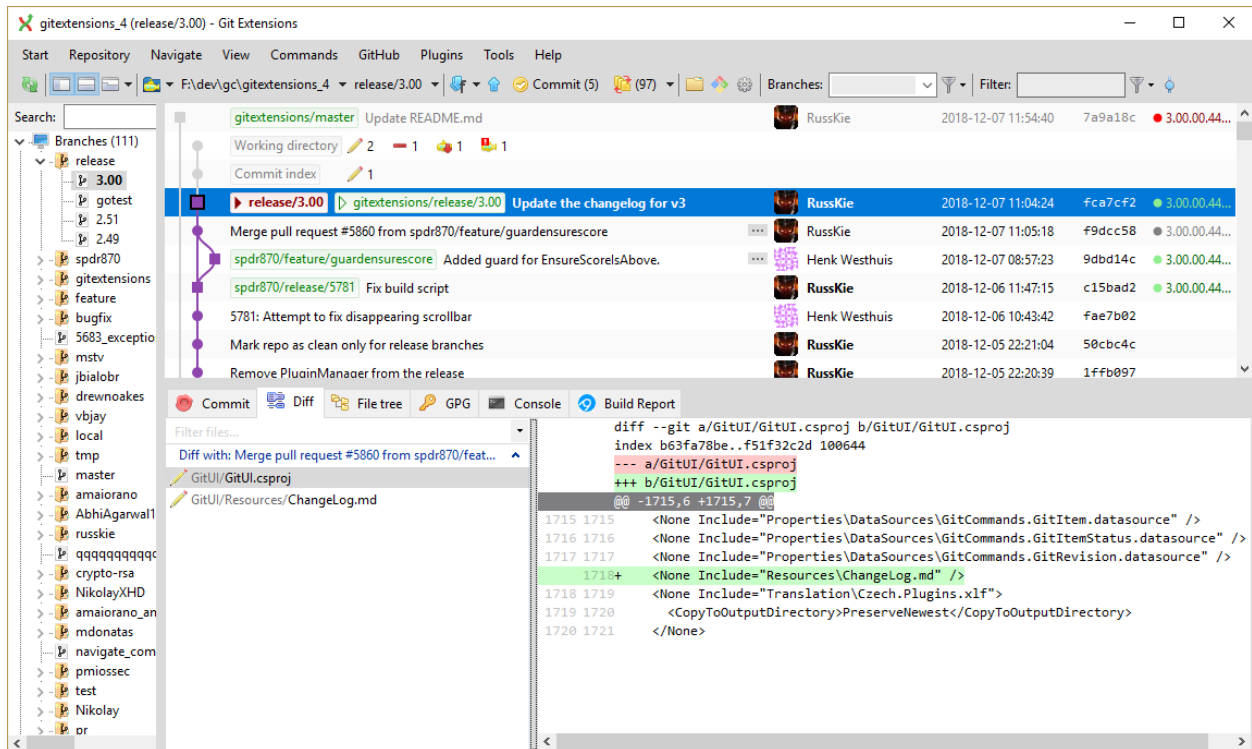 gitextensions_4 (release/3.00) - Git Extensions
Start Repository Navigate View Commands GitHub Plugins Tools Help
F:\dev\gc\gitextensions_4 release/3.00 Commit (5) (97) Branches: Filter:
Search:
Branches (111)
release
3.00
gotest
2.51
2.49
spdr870
gitextensions
feature
bugfix
5683_exceptio
mstv
jbialobr
drewnoakes
vbjay
local
tmp
master
amaiorano
AbhiAgarwal1
russkie
qqqqqqqqqqq
crypto-rsa
NikolayXHD
amaiorano_an
mdonatas
navigate_com
pmiossec
test
Nikolay
pr
gitextensions/master Update README.md RussKie 2018-12-07 11:54:40 7a9a18c 3.00.00.44...
Working directory 2 1 1 1
Commit index 1
release/3.00 gitextensions/release/3.00 Update the changelog for v3 RussKie 2018-12-07 11:04:24 fca7cf2 3.00.00.44...
Merge pull request #5860 from spdr870/feature/guardensurescore ... RussKie 2018-12-07 11:05:18 f9dcc58 3.00.00.44...
spdr870/feature/guardensurescore Added guard for EnsureScoreIsAbove. ... Henk Westhuis 2018-12-07 08:57:23 9dbd14c 3.00.00.44...
spdr870/release/5781 Fix build script RussKie 2018-12-06 11:47:15 c15bad2 3.00.00.44...
5781: Attempt to fix disappearing scrollbar Henk Westhuis 2018-12-06 10:43:42 fae7b02
Mark repo as clean only for release branches RussKie 2018-12-05 22:21:04 50cbc4c
Remove PluginManager from the release RussKie 2018-12-05 22:20:39 1ffb097
Commit Diff File tree GPG Console Build Report
Filter files...
Diff with: Merge pull request #5860 from spdr870/feat...
GitUI/GitUI.csproj
GitUI/Resources/ChangeLog.md
diff --git a/GitUI/GitUI.csproj b/GitUI/GitUI.csproj
index b63fa78be..f51f32c2d 100644
--- a/GitUI/GitUI.csproj
+++ b/GitUI/GitUI.csproj
@@ -1715,6 +1715,7 @@
1715 1715 <None Include="Properties\DataSources\GitCommands.GitItem.datasource" />
1716 1716 <None Include="Properties\DataSources\GitCommands.GitItemStatus.datasource" />
1717 1717 <None Include="Properties\DataSources\GitCommands.GitRevision.datasource" />
1718+ <None Include="Resources\ChangeLog.md" />
1718 1719 <None Include="Translation\Czech.Plugins.xlf">
1719 1720 <CopyToOutputDirectory>PreserveNewest</CopyToOutputDirectory>
1720 1721 </None>